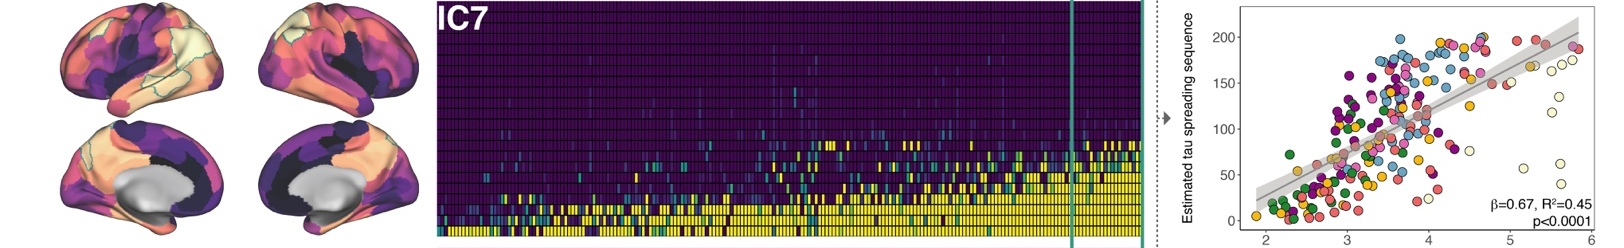 IC7
Estimated tau spreading sequence
200
150
100
50
0
β=0.67, R²=0.45
p<0.0001
2 3 4 5 6